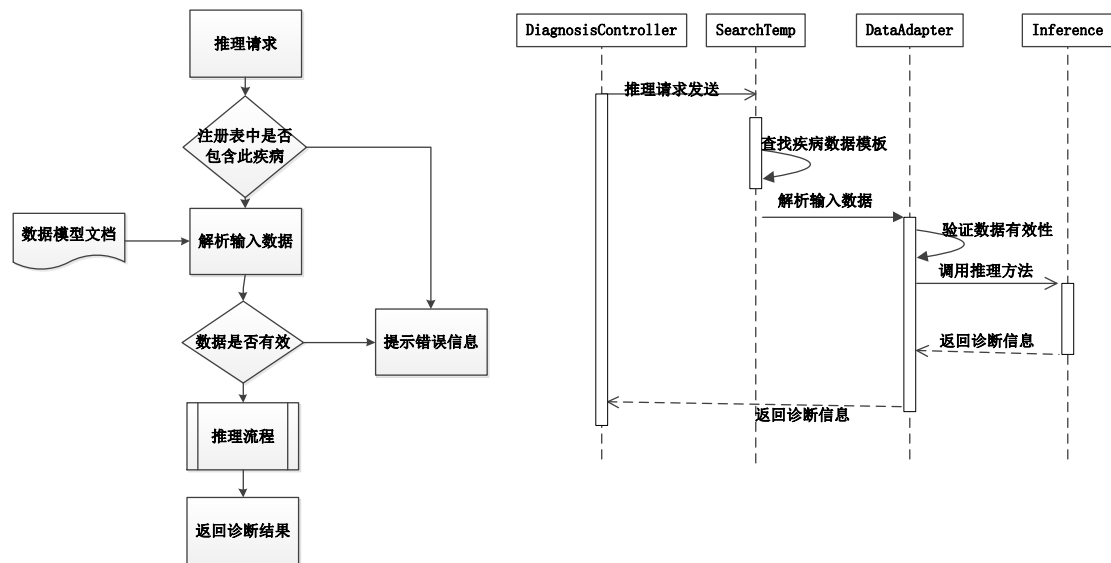 推理请求
注册表中是否
包含此疾病
数据模型文档
解析输入数据
数据是否有效
提示错误信息
推理流程
返回诊断结果
DiagnosisController
SearchTemp
DataAdapter
Inference
推理请求发送
查找疾病数据模板
解析输入数据
验证数据有效性
调用推理方法
返回诊断信息
返回诊断信息